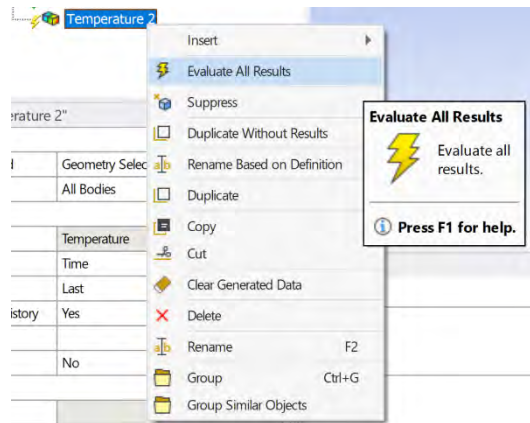 Temperature 2
Insert
Evaluate All Results
Suppress
erature 2"
Duplicate Without Results
Geometry Selec
Rename Based on Definition
All Bodies
Duplicate
Copy
Temperature
Cut
Time
Last
Clear Generated Data
istory Yes
Delete
Rename F2
No
Group Ctrl+G
Group Similar Objects
Evaluate All Results
Evaluate all
results.
Press F1 for help.